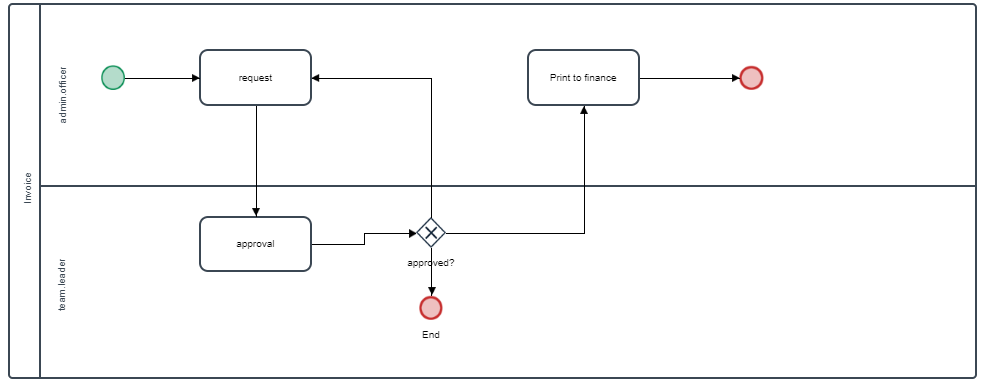 Invoice
admin.officer
request
Print to finance
team.leader
approval
approved?
End